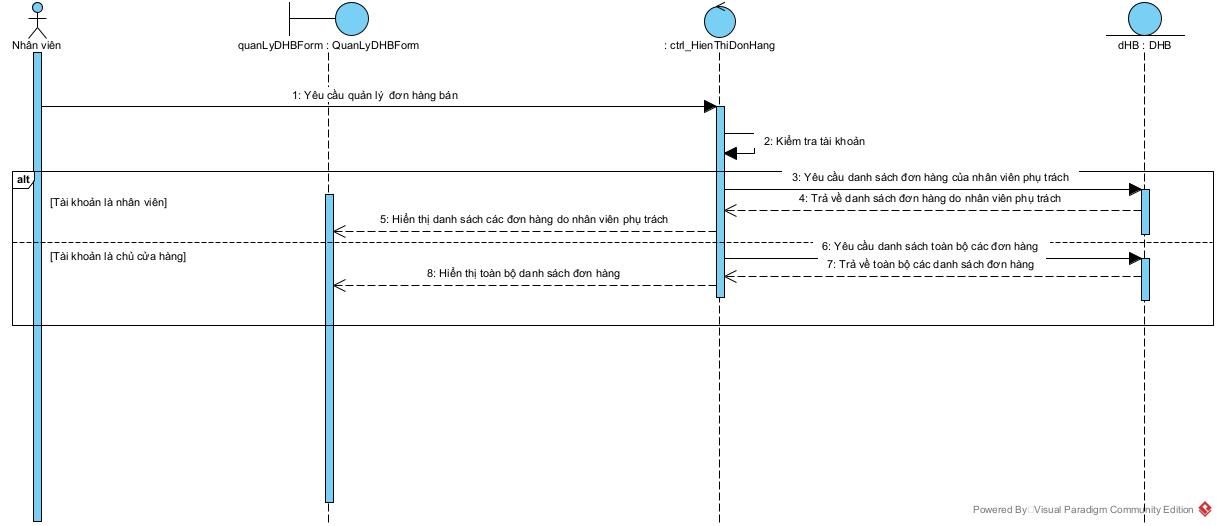 Nhân viên
quanLyDHBForm : QuanLyDHBForm
: ctrl_HienThiDonHang
dHB : DHB
1: Yêu cầu quản lý đơn hàng bán
2: Kiểm tra tài khoản
alt
3: Yêu cầu danh sách đơn hàng của nhân viên phụ trách
[Tài khoản là nhân viên]
4: Trả về danh sách đơn hàng do nhân viên phụ trách
5: Hiển thị danh sách các đơn hàng do nhân viên phụ trách
6: Yêu cầu danh sách toàn bộ các đơn hàng
[Tài khoản là chủ cửa hàng]
7: Trả về toàn bộ các danh sách đơn hàng
8: Hiển thị toàn bộ danh sách đơn hàng
Powered By Visual Paradigm Community Edition